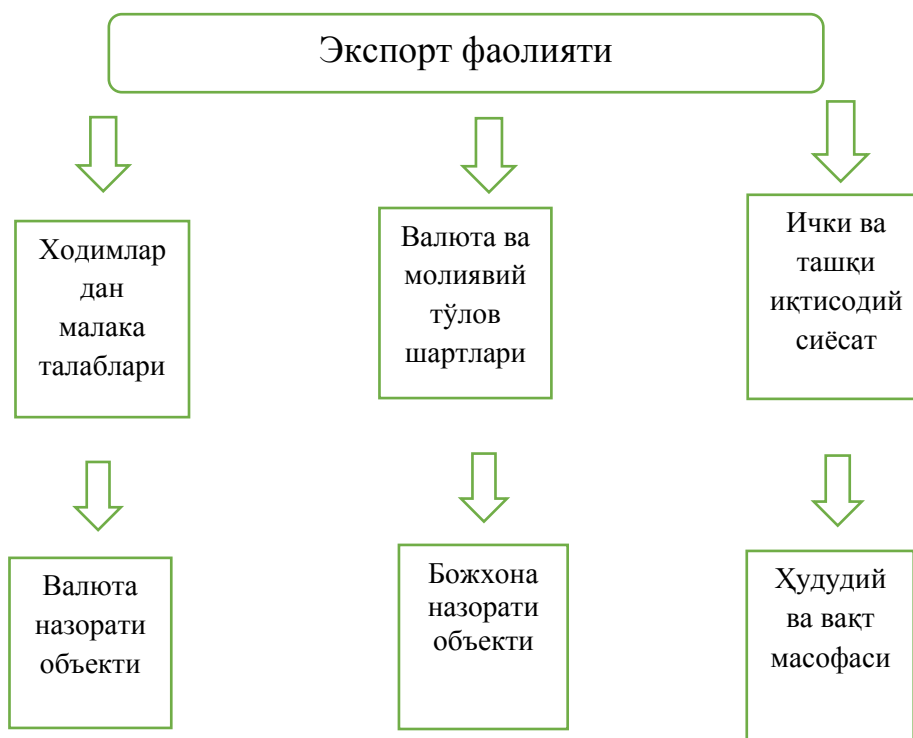 Экспорт фаолияти
Ходимлар
дан
малака
талаблари
Валюта ва
молиявий
тўлов
шартлари
Ички ва
ташқи
иқтисодий
сиёсат
Валюта
назорати
объекти
Божхона
назорати
объекти
Ҳудудий
ва вақт
масофаси